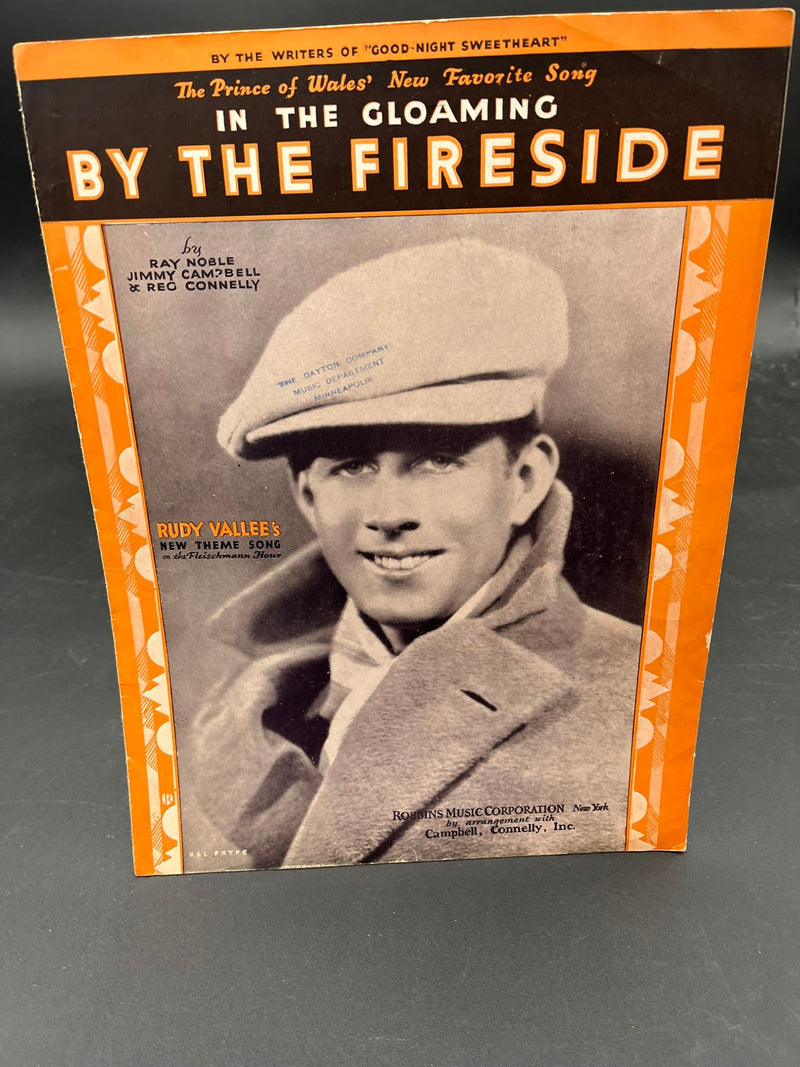 BY THE WRITERS OF "GOOD-NIGHT SWEETHEART"
The Prince of Wales' New Favorite Song
IN THE GLOAMING
BY THE FIRESIDE
by
RAY NOBLE
JIMMY CAMPBELL
& REG CONNELLY
THE DAYTON COMPANY
MUSIC DEPARTMENT
MINNEAPOLIS
RUDY VALLEE's
NEW THEME SONG
on the Fleischmann Hour
ROBBINS MUSIC CORPORATION New York
by arrangement with
Campbell, Connelly, Inc.